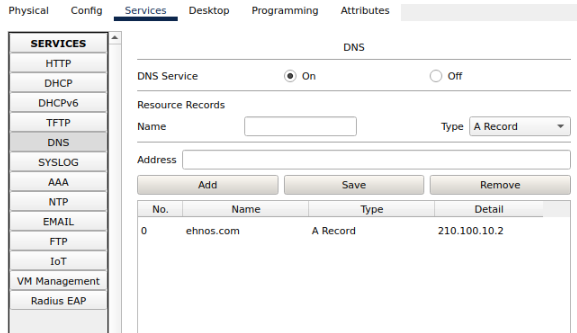 Physical Config Services Desktop Programming Attributes
SERVICES
HTTP
DHCP
DHCPv6
TFTP
DNS
SYSLOG
AAA
NTP
EMAIL
FTP
IoT
VM Management
Radius EAP
DNS
DNS Service On Off
Resource Records
Name Type A Record
Address
Add Save Remove
No. Name Type Detail
0 ehnos.com A Record 210.100.10.2